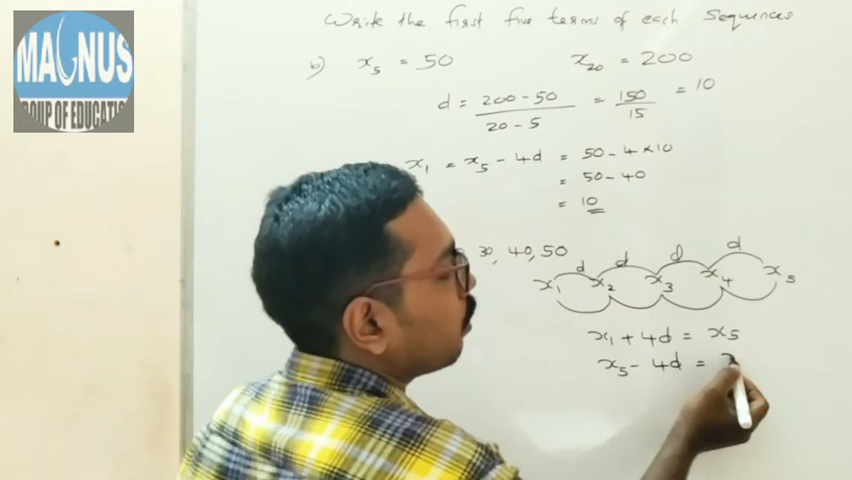 MAGNUS
GROUP OF EDUCATION
Write the first five terms of each Sequences
b) x₅ = 50 x₂₀ = 200
d = 200 - 50 / 20 - 5 = 150 / 15 = 10
x₁ = x₅ - 4d = 50 - 4 × 10
= 50 - 40
= 10
30, 40, 50
d d d d
x₁ x₂ x₃ x₄ x₅
x₁ + 4d = x₅
x₅ - 4d =